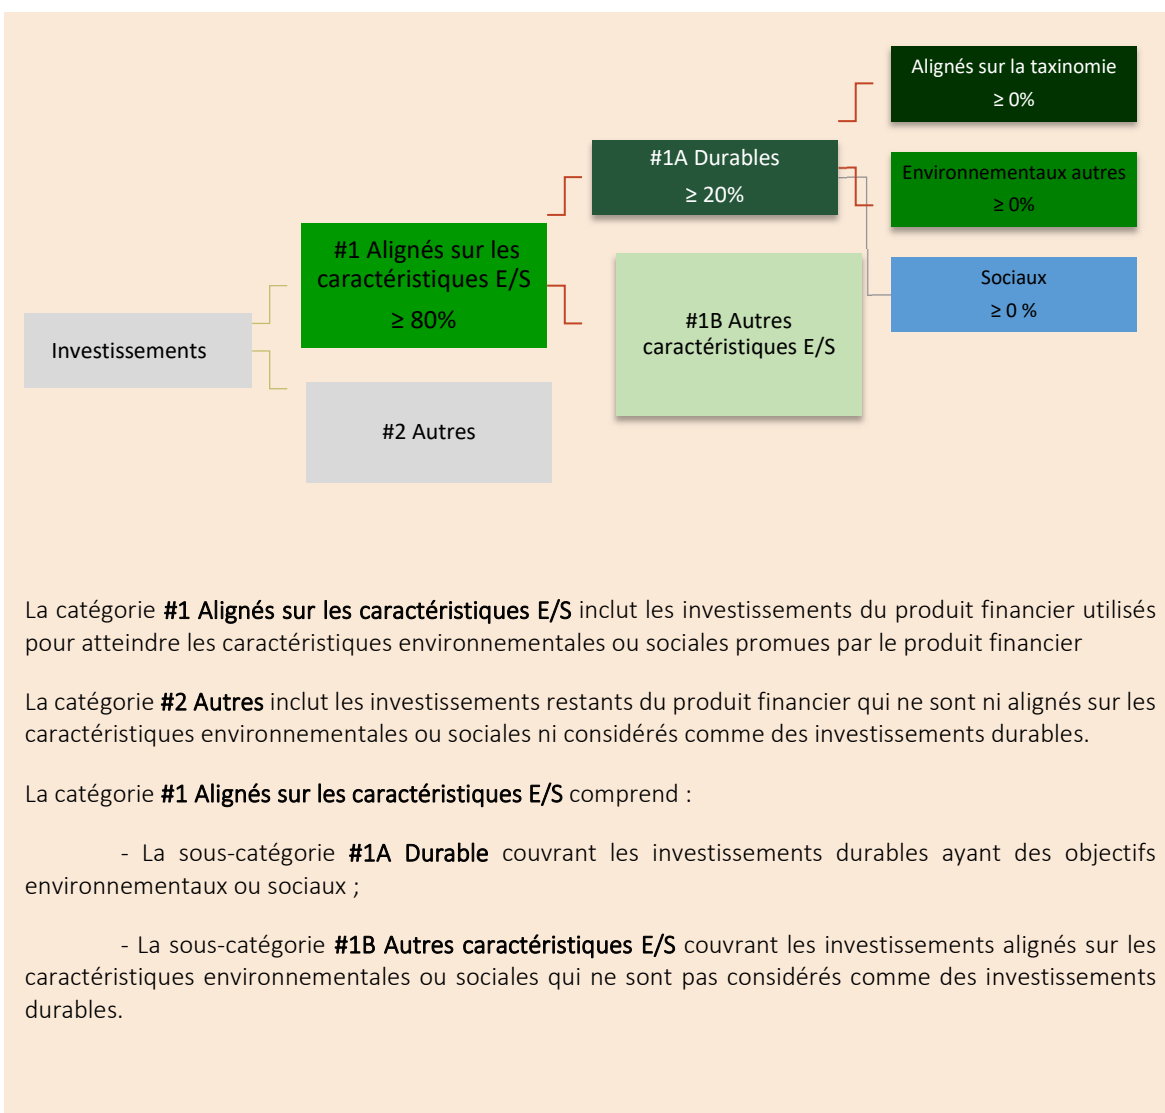 Alignés sur la taxinomie
≥ 0%
#1A Durables
≥ 20%
Environnementaux autres
≥ 0%
#1 Alignés sur les
caractéristiques E/S
≥ 80%
Sociaux
≥ 0 %
#1B Autres
caractéristiques E/S
Investissements
#2 Autres
La catégorie #1 Alignés sur les caractéristiques E/S inclut les investissements du produit financier utilisés
pour atteindre les caractéristiques environnementales ou sociales promues par le produit financier
La catégorie #2 Autres inclut les investissements restants du produit financier qui ne sont ni alignés sur les
caractéristiques environnementales ou sociales ni considérés comme des investissements durables.
La catégorie #1 Alignés sur les caractéristiques E/S comprend :
- La sous-catégorie #1A Durable couvrant les investissements durables ayant des objectifs
environnementaux ou sociaux ;
- La sous-catégorie #1B Autres caractéristiques E/S couvrant les investissements alignés sur les
caractéristiques environnementales ou sociales qui ne sont pas considérés comme des investissements
durables.